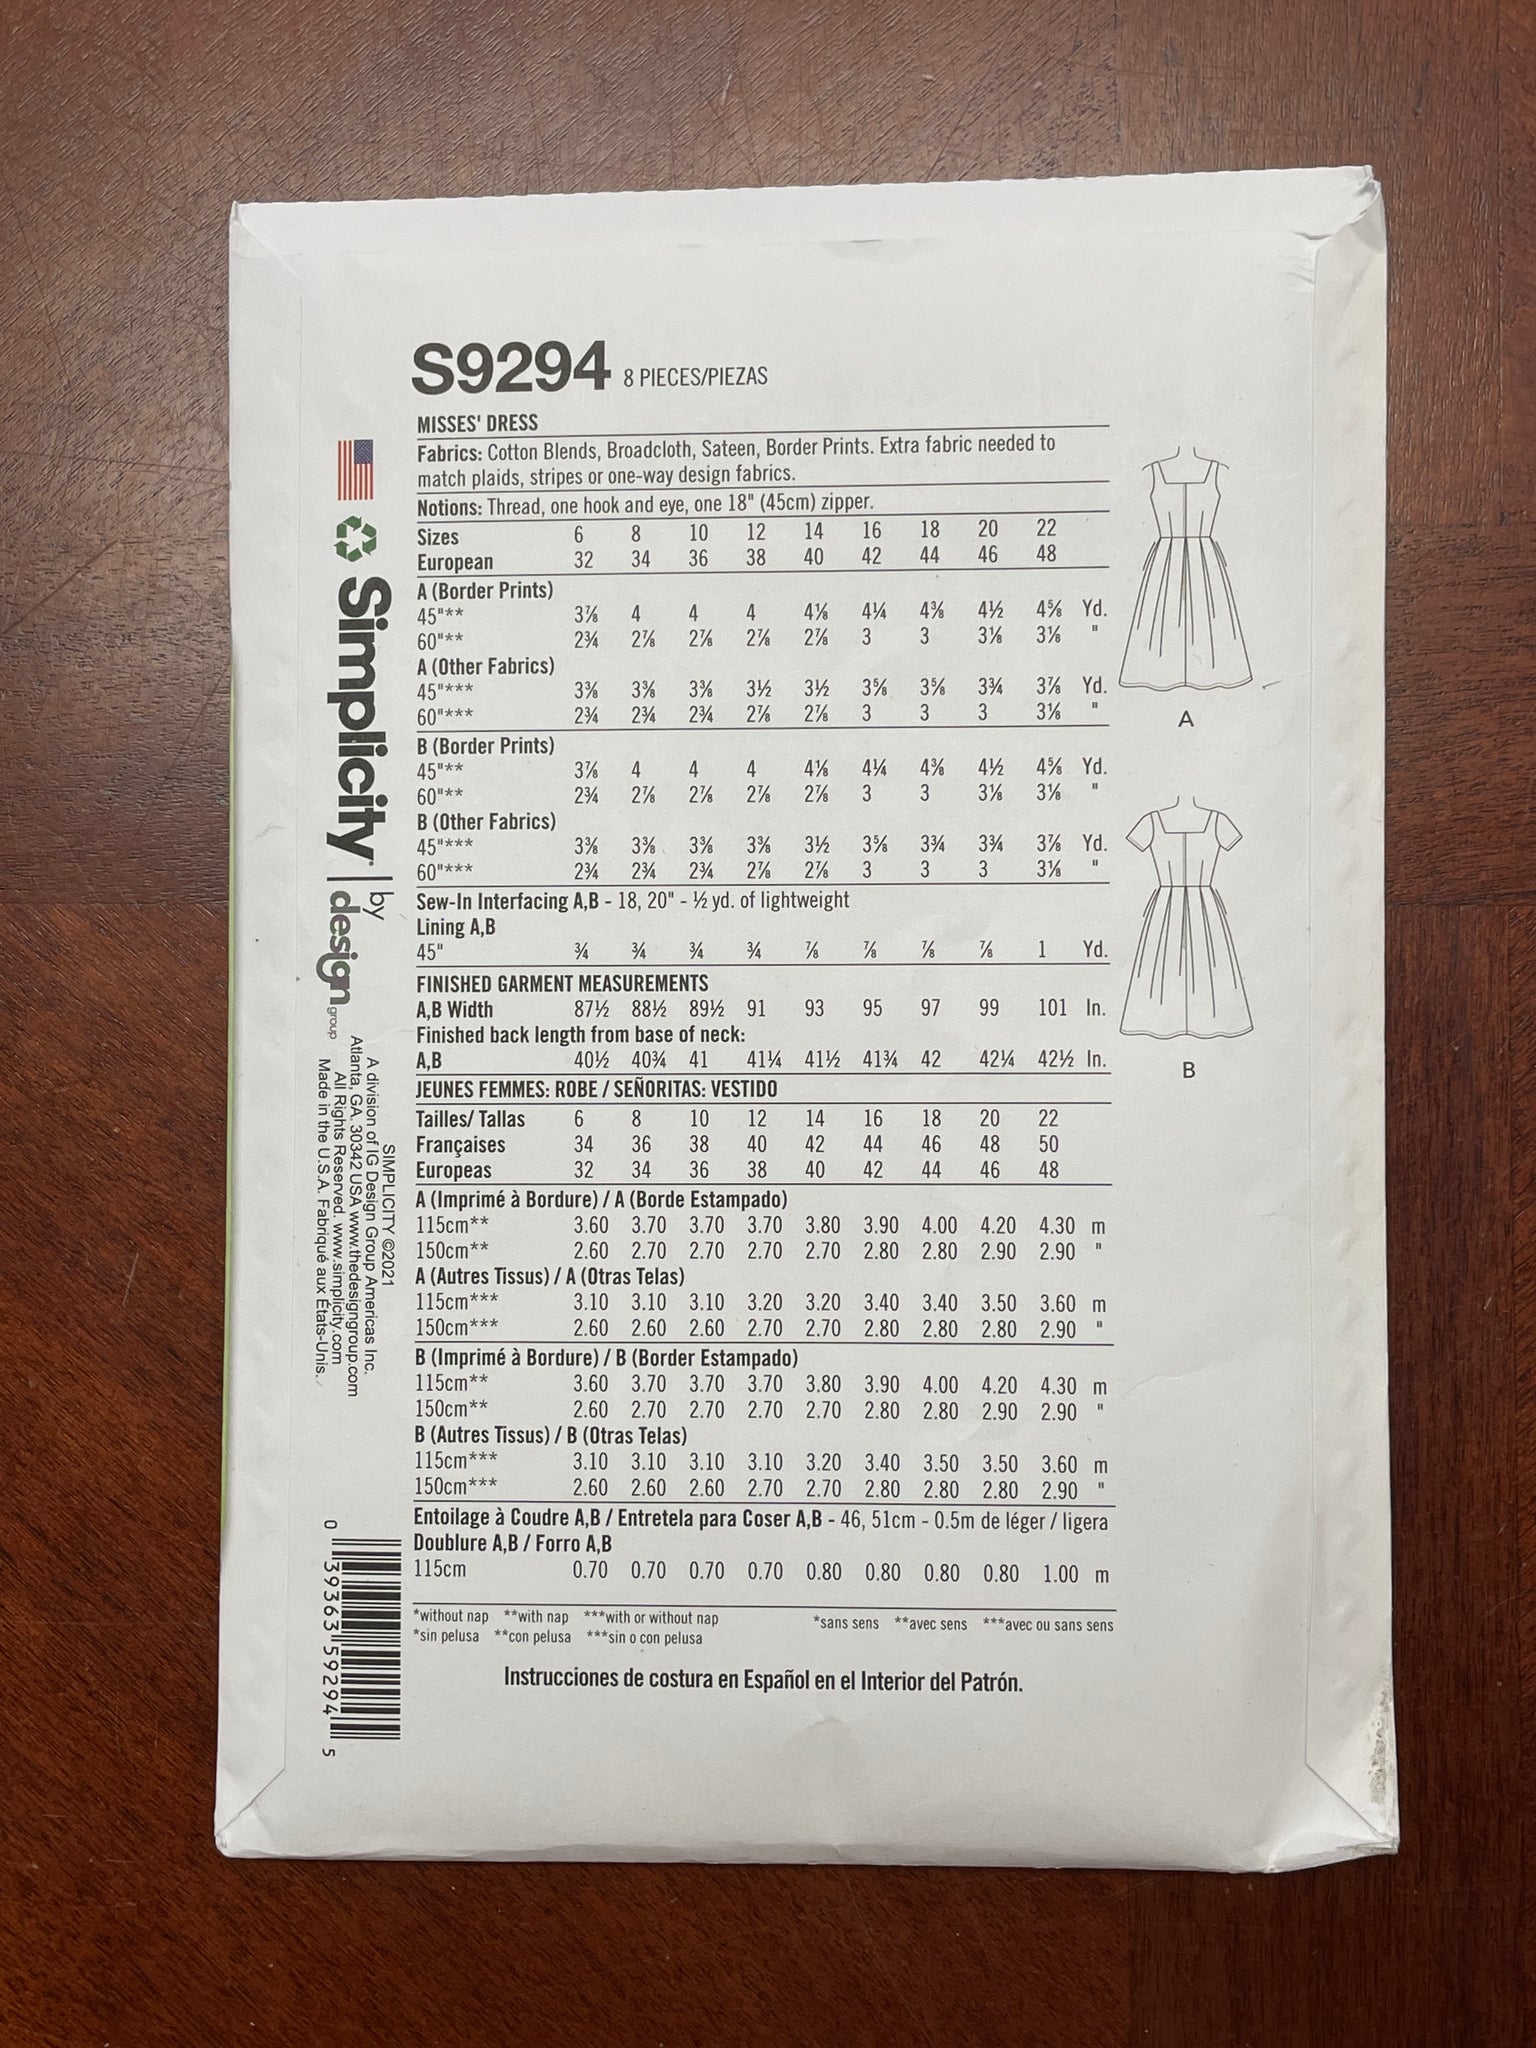 S9294 8 PIECES/PIEZAS
MISSES' DRESS
Fabrics: Cotton Blends, Broadcloth, Sateen, Border Prints. Extra fabric needed to
match plaids, stripes or one-way design fabrics.
Notions: Thread, one hook and eye, one 18" (45cm) zipper.
Sizes 6 8 10 12 14 16 18 20 22
European 32 34 36 38 40 42 44 46 48
A (Border Prints)
45"** 3⅞ 4 4 4 4⅛ 4¼ 4⅜ 4½ 4⅝ Yd.
60"** 2¾ 2⅞ 2⅞ 2⅞ 2⅞ 3 3 3⅛ 3⅛ "
A (Other Fabrics)
45"*** 3⅜ 3⅜ 3⅜ 3½ 3½ 3⅝ 3⅝ 3¾ 3⅞ Yd.
60"*** 2¾ 2¾ 2¾ 2⅞ 2⅞ 3 3 3 3⅛ "
B (Border Prints)
45"** 3⅞ 4 4 4 4⅛ 4¼ 4⅜ 4½ 4⅝ Yd.
60"** 2¾ 2⅞ 2⅞ 2⅞ 2⅞ 3 3 3⅛ 3⅛ "
B (Other Fabrics)
45"*** 3⅜ 3⅜ 3⅜ 3⅜ 3½ 3⅝ 3¾ 3¾ 3⅞ Yd.
60"*** 2¾ 2¾ 2¾ 2⅞ 2⅞ 3 3 3 3⅛ "
Sew-In Interfacing A,B - 18, 20" - ½ yd. of lightweight
Lining A,B
45" ¾ ¾ ¾ ¾ ⅞ ⅞ ⅞ ⅞ 1 Yd.
FINISHED GARMENT MEASUREMENTS
A,B Width 87½ 88½ 89½ 91 93 95 97 99 101 In.
Finished back length from base of neck:
A,B 40½ 40¾ 41 41¼ 41½ 41¾ 42 42¼ 42½ In.
JEUNES FEMMES: ROBE / SEÑORITAS: VESTIDO
Tailles/ Tallas 6 8 10 12 14 16 18 20 22
Françaises 34 36 38 40 42 44 46 48 50
Europeas 32 34 36 38 40 42 44 46 48
A (Imprimé à Bordure) / A (Borde Estampado)
115cm** 3.60 3.70 3.70 3.70 3.80 3.90 4.00 4.20 4.30 m
150cm** 2.60 2.70 2.70 2.70 2.70 2.80 2.80 2.90 2.90 "
A (Autres Tissus) / A (Otras Telas)
115cm*** 3.10 3.10 3.10 3.20 3.20 3.40 3.40 3.50 3.60 m
150cm*** 2.60 2.60 2.60 2.70 2.70 2.80 2.80 2.80 2.90 "
B (Imprimé à Bordure) / B (Border Estampado)
115cm** 3.60 3.70 3.70 3.70 3.80 3.90 4.00 4.20 4.30 m
150cm** 2.60 2.70 2.70 2.70 2.70 2.80 2.80 2.90 2.90 "
B (Autres Tissus) / B (Otras Telas)
115cm*** 3.10 3.10 3.10 3.10 3.20 3.40 3.50 3.50 3.60 m
150cm*** 2.60 2.60 2.60 2.70 2.70 2.80 2.80 2.80 2.90 "
Entoilage à Coudre A,B / Entretela para Coser A,B - 46, 51cm - 0.5m de léger / ligera
Doublure A,B / Forro A,B
115cm 0.70 0.70 0.70 0.70 0.80 0.80 0.80 0.80 1.00 m
*without nap **with nap ***with or without nap *sans sens **avec sens ***avec ou sans sens
*sin pelusa **con pelusa ***sin o con pelusa
Instrucciones de costura en Español en el Interior del Patrón.
A
B
Simplicity by design group
SIMPLICITY ©2021
A division of IG Design Group Americas Inc.
Atlanta, GA. 30342 USA www.thedesigngroup.com
All Rights Reserved. www.simplicity.com
Made in the U.S.A. Fabriqué aux États-Unis.
0 39363 59294 5